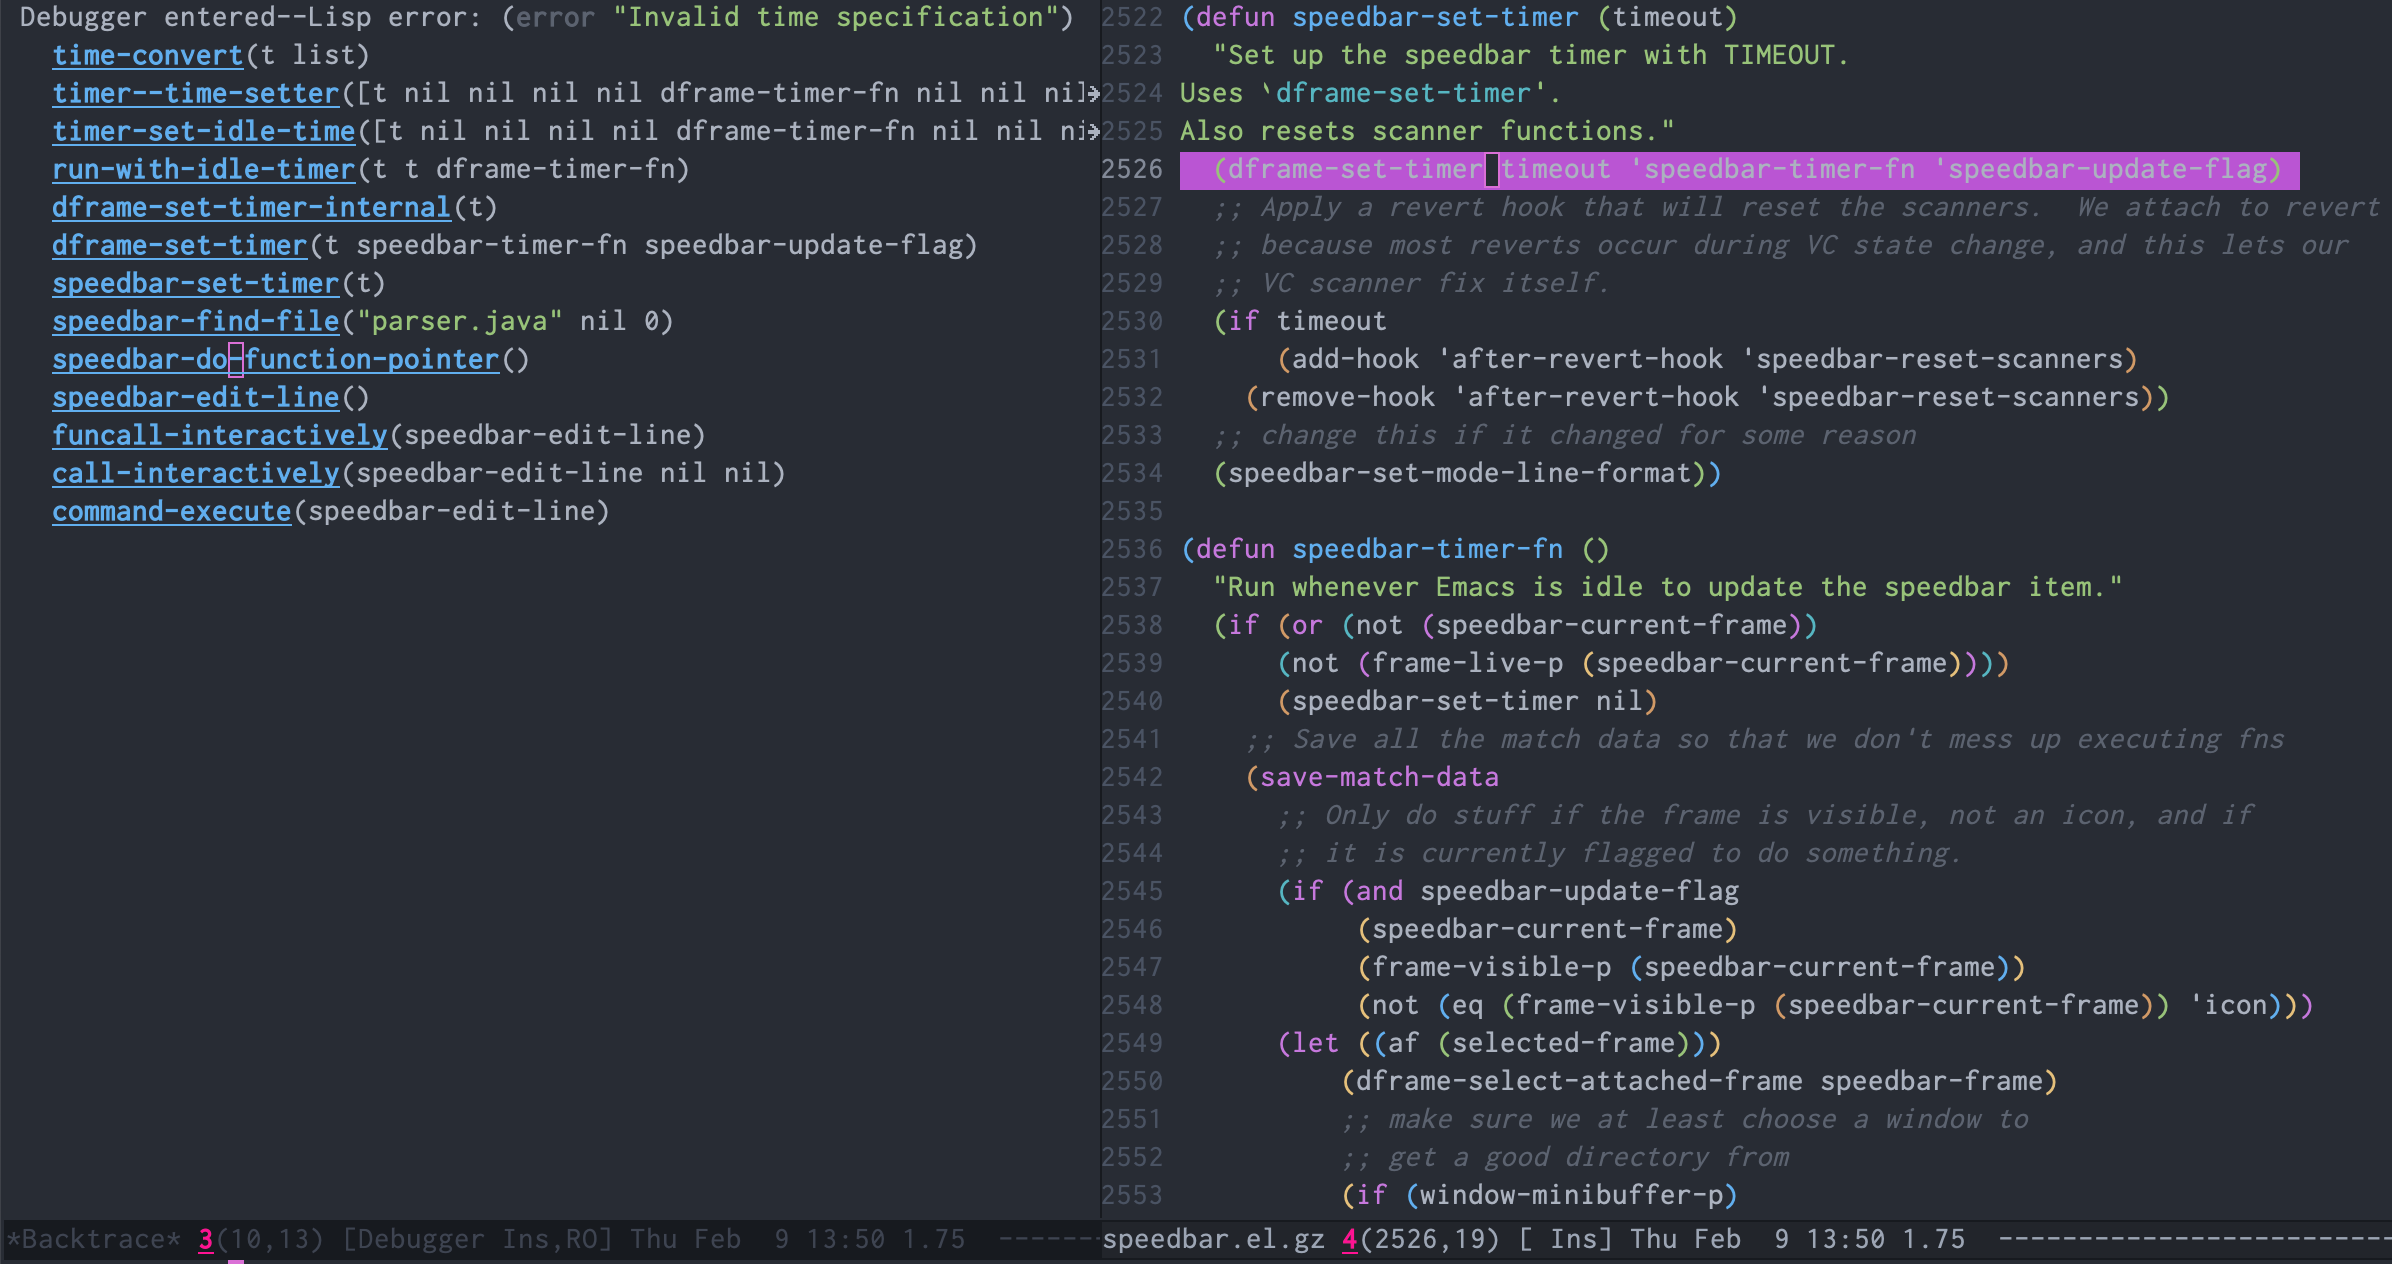 Debugger entered--Lisp error: (error "Invalid time specification")
  time-convert(t list)
  timer--time-setter([t nil nil nil nil dframe-timer-fn nil nil nil
  timer-set-idle-time([t nil nil nil nil dframe-timer-fn nil nil ni
  run-with-idle-timer(t t dframe-timer-fn)
  dframe-set-timer-internal(t)
  dframe-set-timer(t speedbar-timer-fn speedbar-update-flag)
  speedbar-set-timer(t)
  speedbar-find-file("parser.java" nil 0)
  speedbar-do-function-pointer()
  speedbar-edit-line()
  funcall-interactively(speedbar-edit-line)
  call-interactively(speedbar-edit-line nil nil)
  command-execute(speedbar-edit-line)
*Backtrace* 3(10,13) [Debugger Ins,RO] Thu Feb  9 13:50 1.75  ------
2522 (defun speedbar-set-timer (timeout)
2523   "Set up the speedbar timer with TIMEOUT.
2524 Uses `dframe-set-timer'.
2525 Also resets scanner functions."
2526   (dframe-set-timer timeout 'speedbar-timer-fn 'speedbar-update-flag)
2527   ;; Apply a revert hook that will reset the scanners.  We attach to revert
2528   ;; because most reverts occur during VC state change, and this lets our
2529   ;; VC scanner fix itself.
2530   (if timeout
2531       (add-hook 'after-revert-hook 'speedbar-reset-scanners)
2532     (remove-hook 'after-revert-hook 'speedbar-reset-scanners))
2533   ;; change this if it changed for some reason
2534   (speedbar-set-mode-line-format))
2535
2536 (defun speedbar-timer-fn ()
2537   "Run whenever Emacs is idle to update the speedbar item."
2538   (if (or (not (speedbar-current-frame))
2539       (not (frame-live-p (speedbar-current-frame))))
2540       (speedbar-set-timer nil)
2541     ;; Save all the match data so that we don't mess up executing fns
2542     (save-match-data
2543       ;; Only do stuff if the frame is visible, not an icon, and if
2544       ;; it is currently flagged to do something.
2545       (if (and speedbar-update-flag
2546            (speedbar-current-frame)
2547            (frame-visible-p (speedbar-current-frame))
2548            (not (eq (frame-visible-p (speedbar-current-frame)) 'icon)))
2549       (let ((af (selected-frame)))
2550           (dframe-select-attached-frame speedbar-frame)
2551           ;; make sure we at least choose a window to
2552           ;; get a good directory from
2553           (if (window-minibuffer-p)
speedbar.el.gz 4(2526,19) [ Ins] Thu Feb  9 13:50 1.75  -------------------------